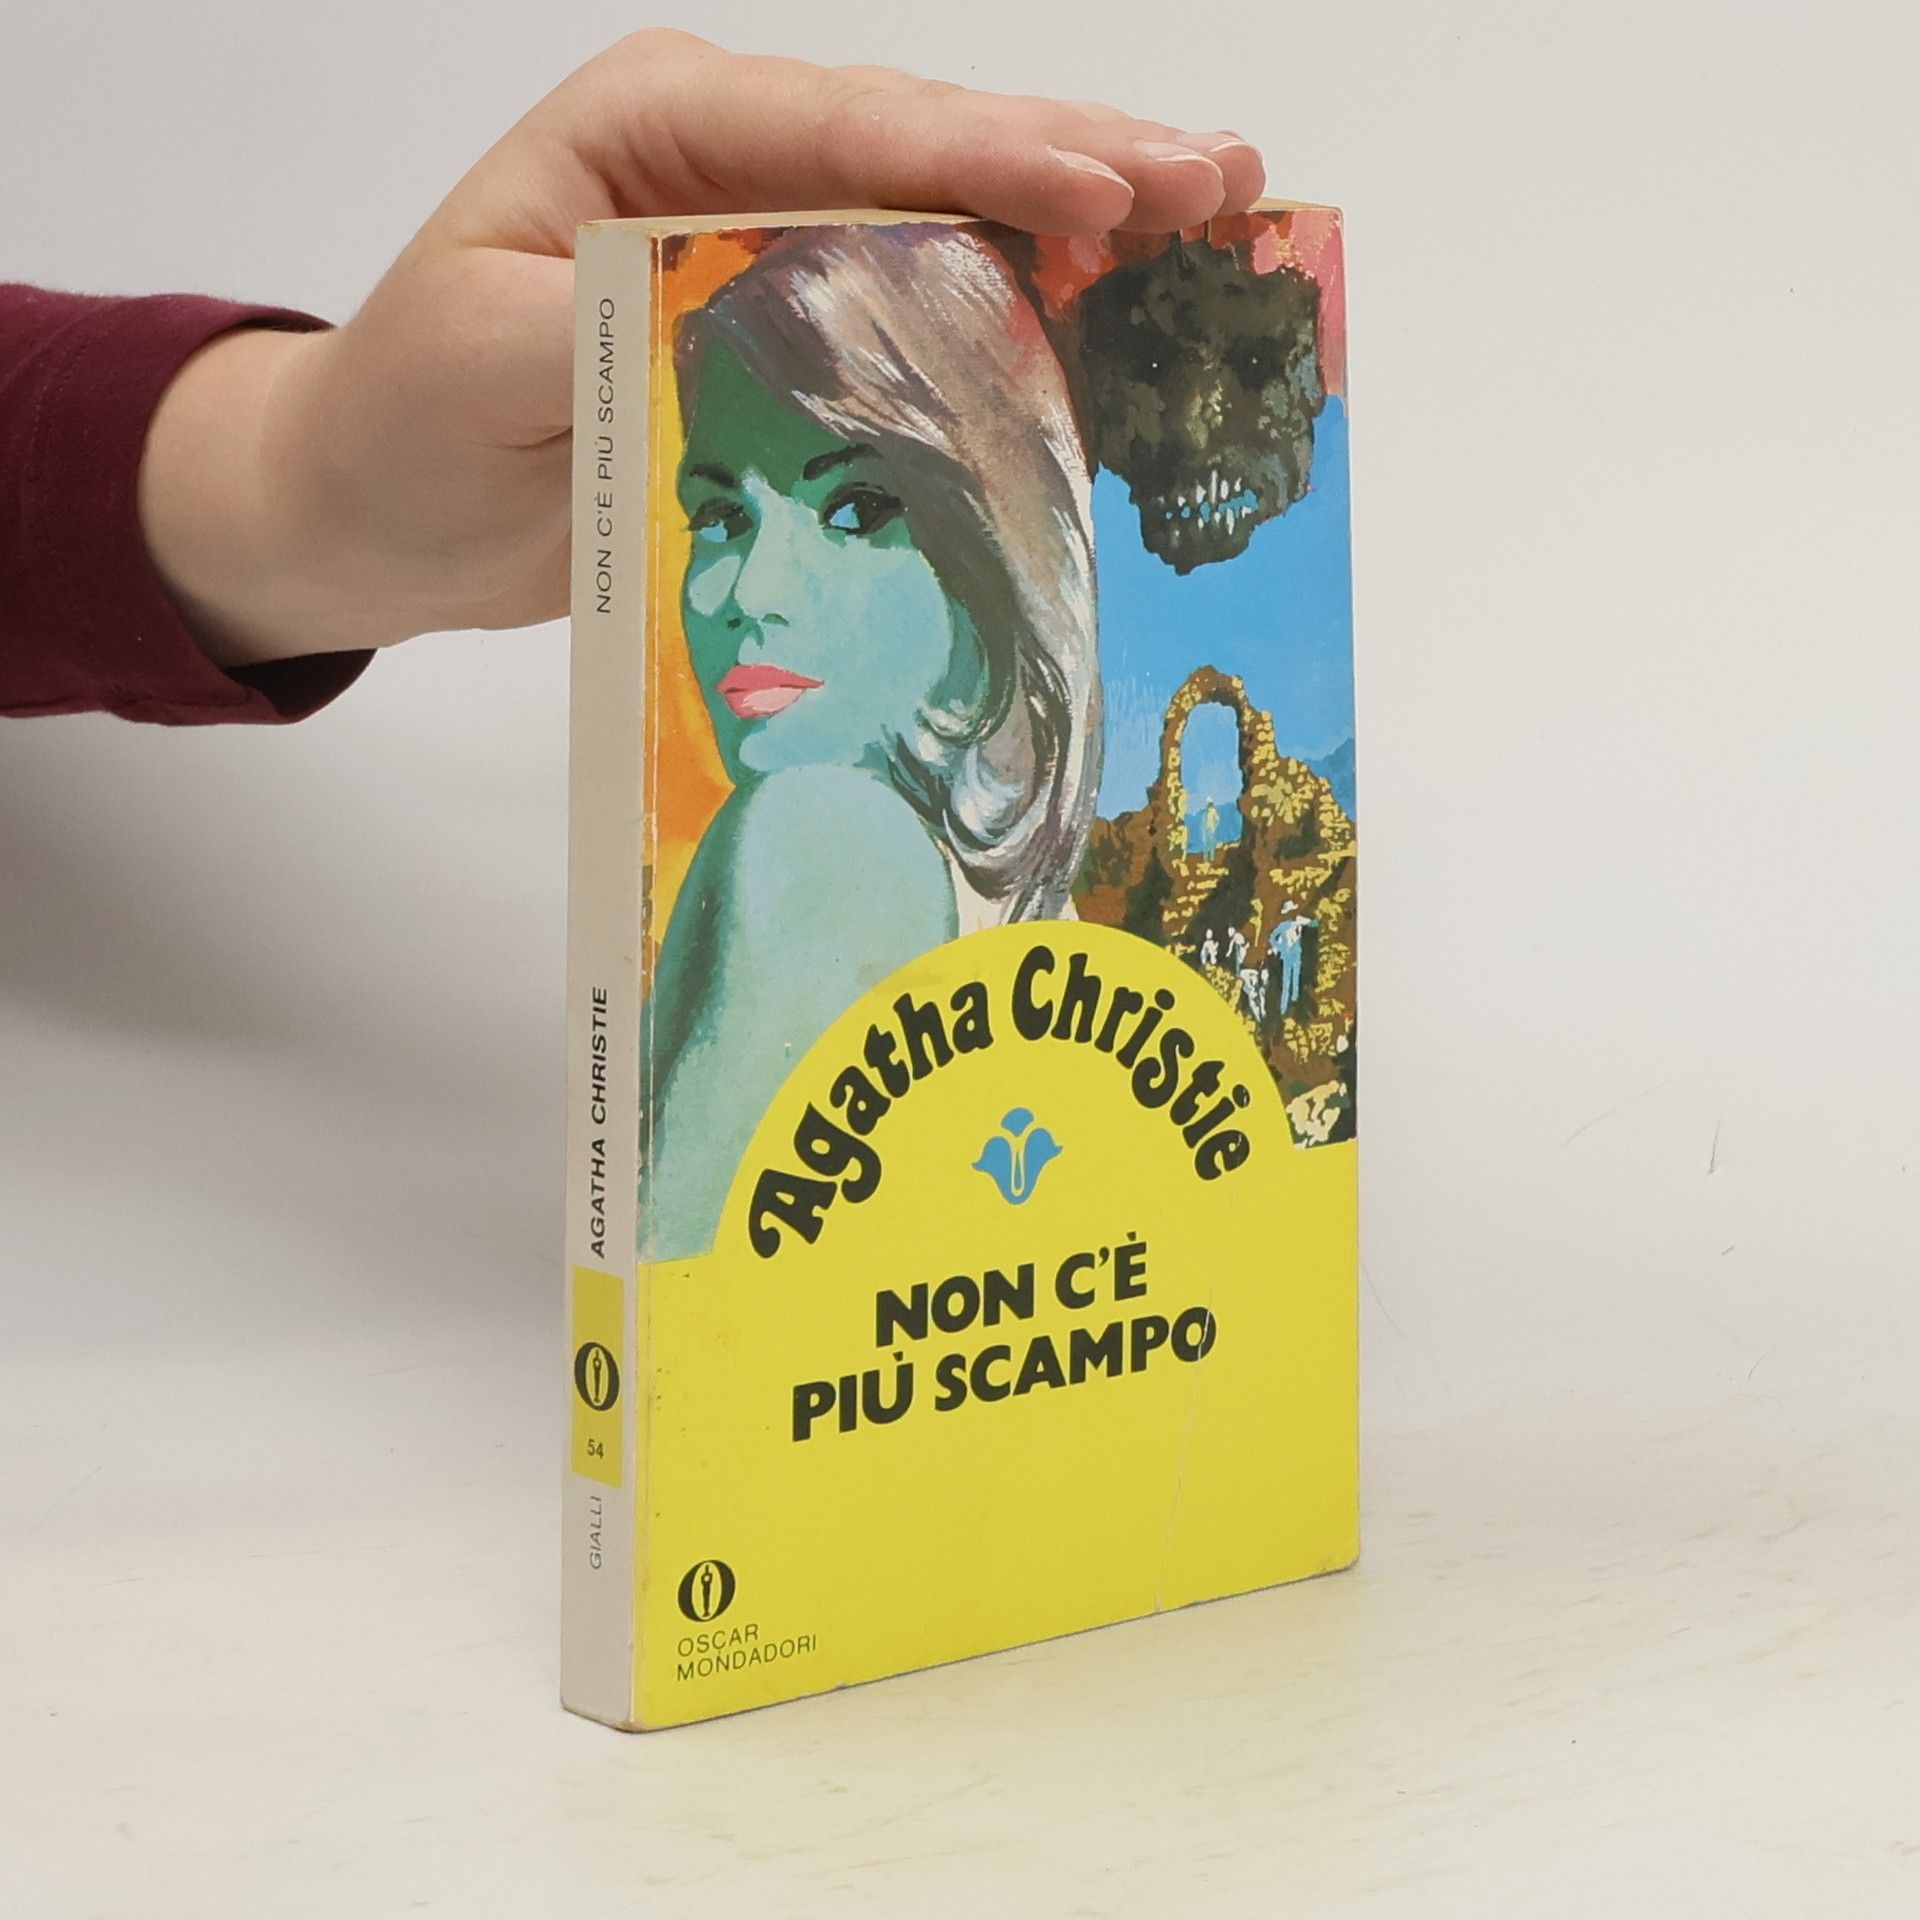 NON C'È PIÙ SCAMPO
AGATHA CHRISTIE
54
GIALLI
Agatha Christie
NON C'È
PIÙ SCAMPO
OSCAR
MONDADORI